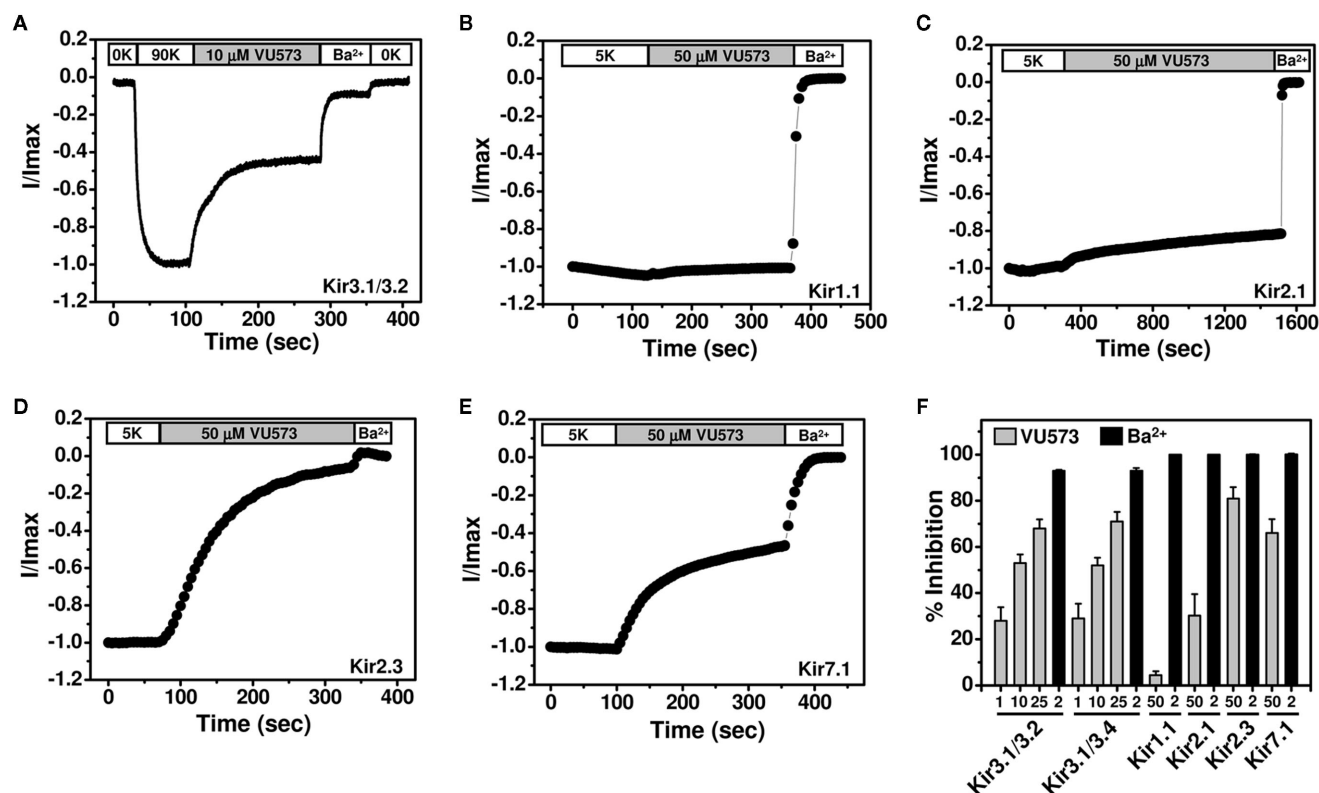 A
0K 90K 10 μM VU573 Ba²⁺ 0K
0.2
0.0
-0.2
-0.4
-0.6
-0.8
-1.0
-1.2
I/Imax
0 100 200 300 400
Time (sec)
Kir3.1/3.2
B
5K 50 μM VU573 Ba²⁺
0.2
0.0
-0.2
-0.4
-0.6
-0.8
-1.0
-1.2
I/Imax
0 100 200 300 400 500
Time (sec)
Kir1.1
C
5K 50 μM VU573 Ba²⁺
0.2
0.0
-0.2
-0.4
-0.6
-0.8
-1.0
-1.2
I/Imax
0 400 800 1200 1600
Time (sec)
Kir2.1
D
5K 50 μM VU573 Ba²⁺
0.2
0.0
-0.2
-0.4
-0.6
-0.8
-1.0
-1.2
I/Imax
0 100 200 300 400
Time (sec)
Kir2.3
E
5K 50 μM VU573 Ba²⁺
0.2
0.0
-0.2
-0.4
-0.6
-0.8
-1.0
-1.2
I/Imax
0 100 200 300 400
Time (sec)
Kir7.1
F
VU573 Ba²⁺
100
80
60
40
20
0
% Inhibition
1 10 25 2 1 10 25 2 50 2 50 2 50 2 50 2
Kir3.1/3.2
Kir3.1/3.4
Kir1.1
Kir2.1
Kir2.3
Kir7.1